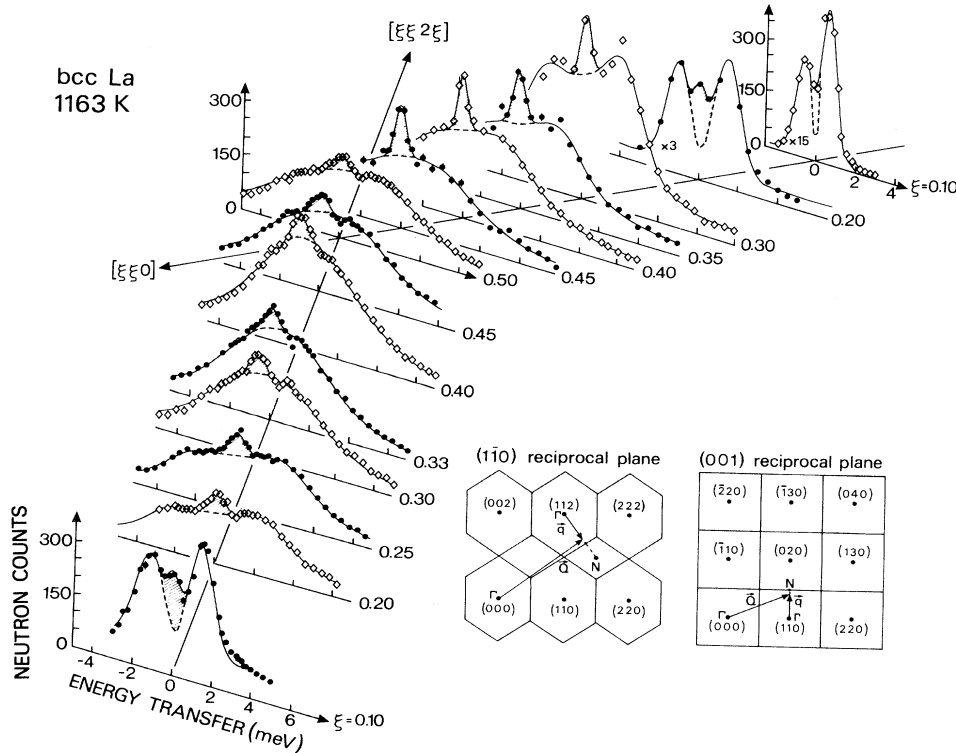 bcc La
1163 K
[ξξ2ξ]
300
150
0
300
150
0
×3
×15
0
2
4
ξ=0.10
0.20
0.30
0.35
0.40
0.45
0.50
[ξξ0]
0.45
0.40
0.33
0.30
0.25
0.20
NEUTRON COUNTS
300
150
0
-4
-2
0
2
4
6
ξ=0.10
ENERGY TRANSFER (meV)
(11̄0) reciprocal plane
(002)
(112)
(222)
Γ
q⃗
Q⃗
N
Γ
(000)
(110)
(220)
(001) reciprocal plane
(2̄20)
(1̄30)
(040)
(1̄10)
(020)
(130)
N
Q⃗
q⃗
Γ
Γ
(000)
(110)
(220)